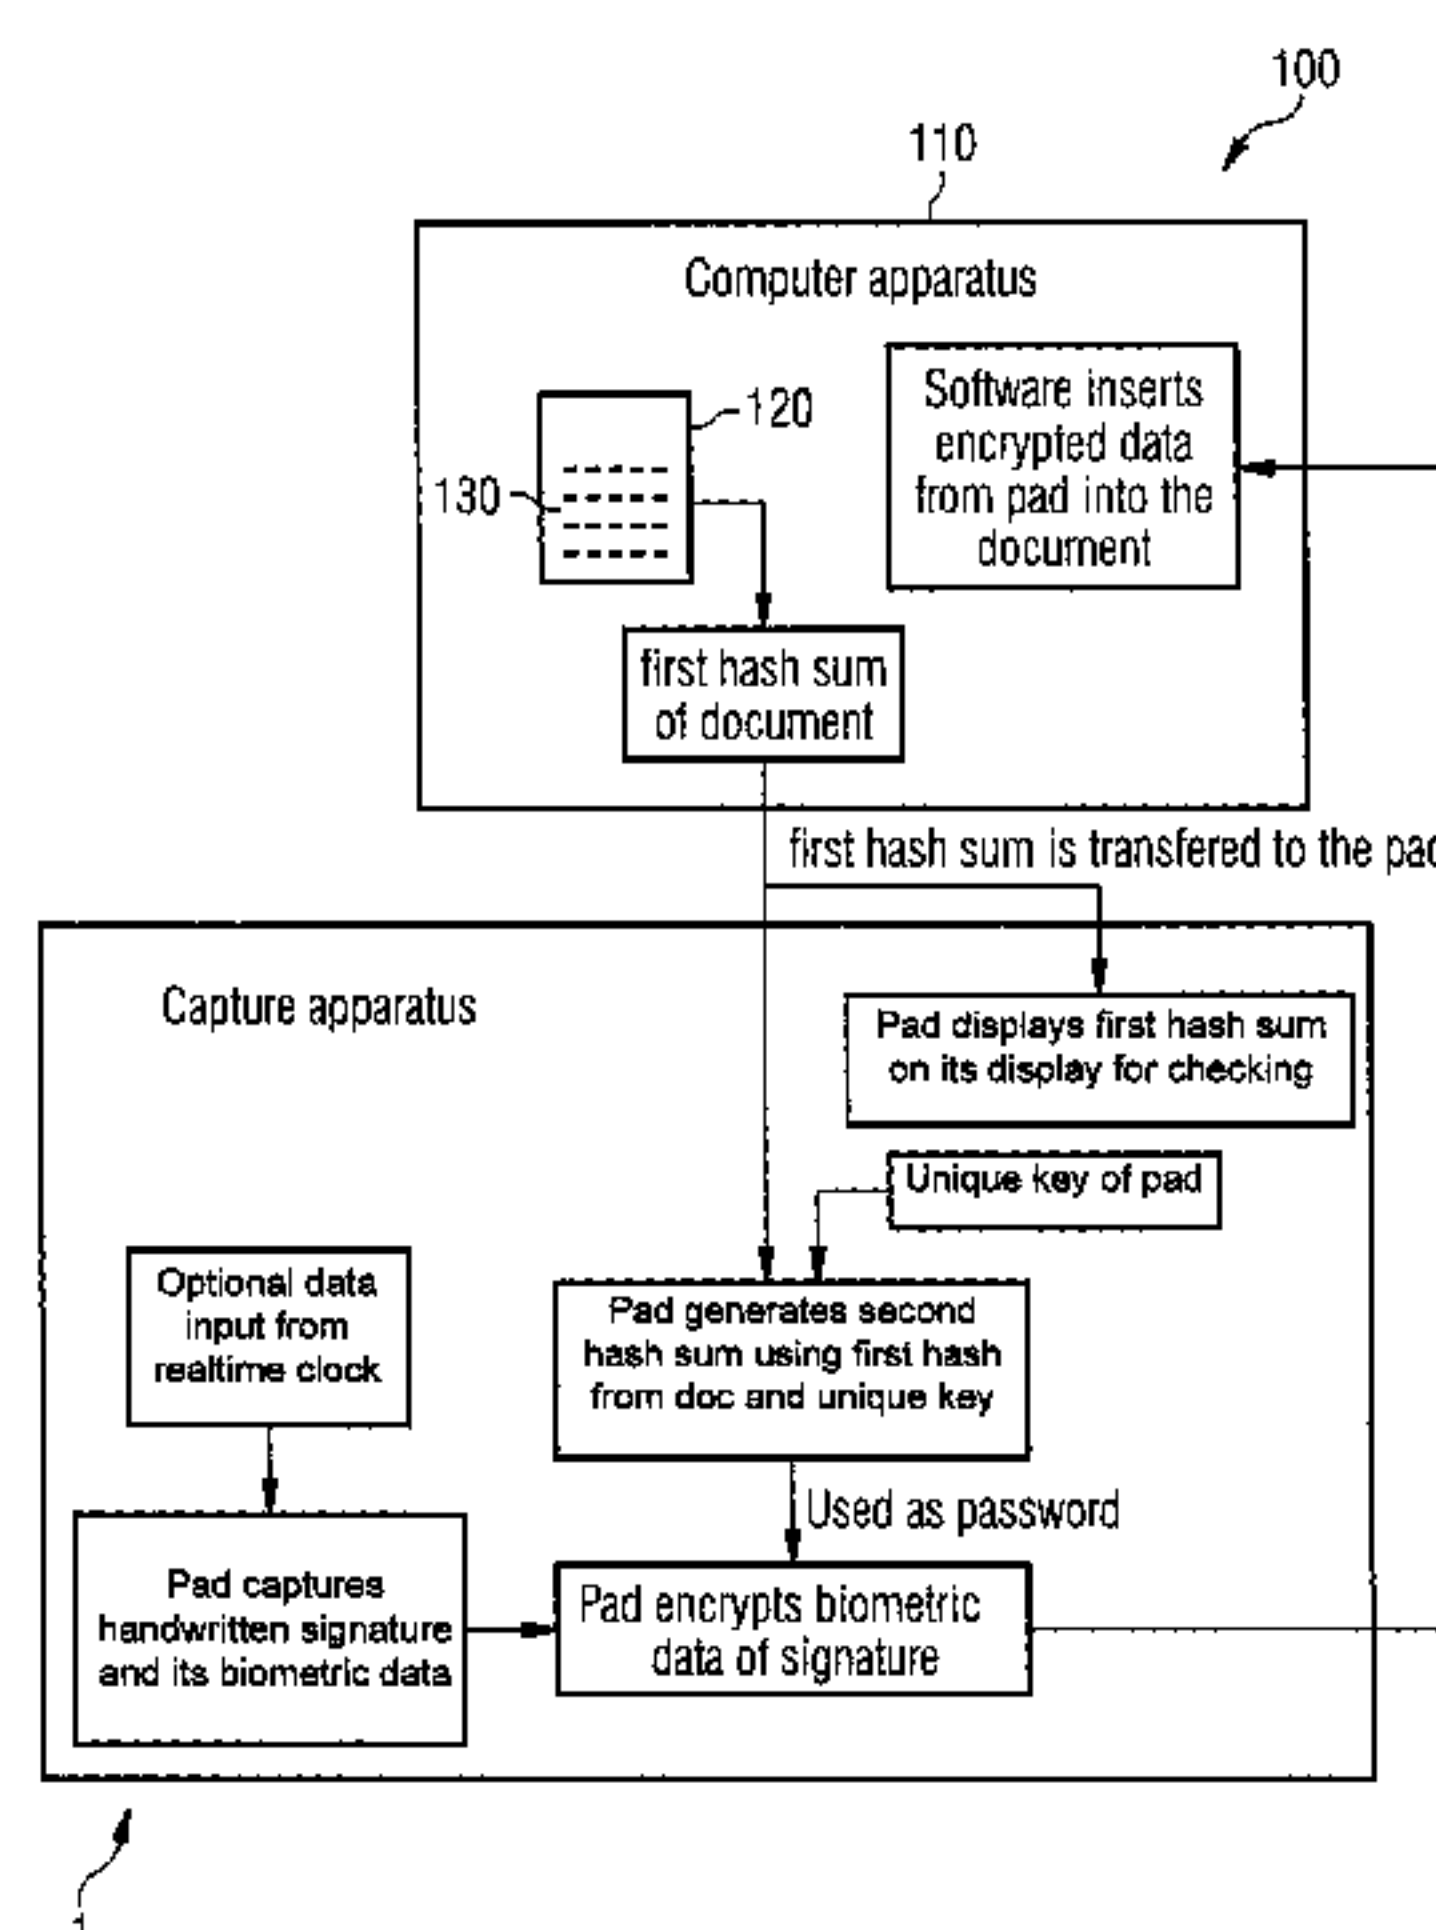 100
110
Computer apparatus
120
130
Software inserts
encrypted data
from pad into the
document
first hash sum
of document
first hash sum is transfered to the
Capture apparatus
Pad displays first hash sum
on its display for checking
Unique key of pad
Optional data
input from
realtime clock
Pad generates second
hash sum using first hash
from doc and unique key
Used as password
Pad captures
handwritten signature
and its biometric data
Pad encrypts biometric
data of signature